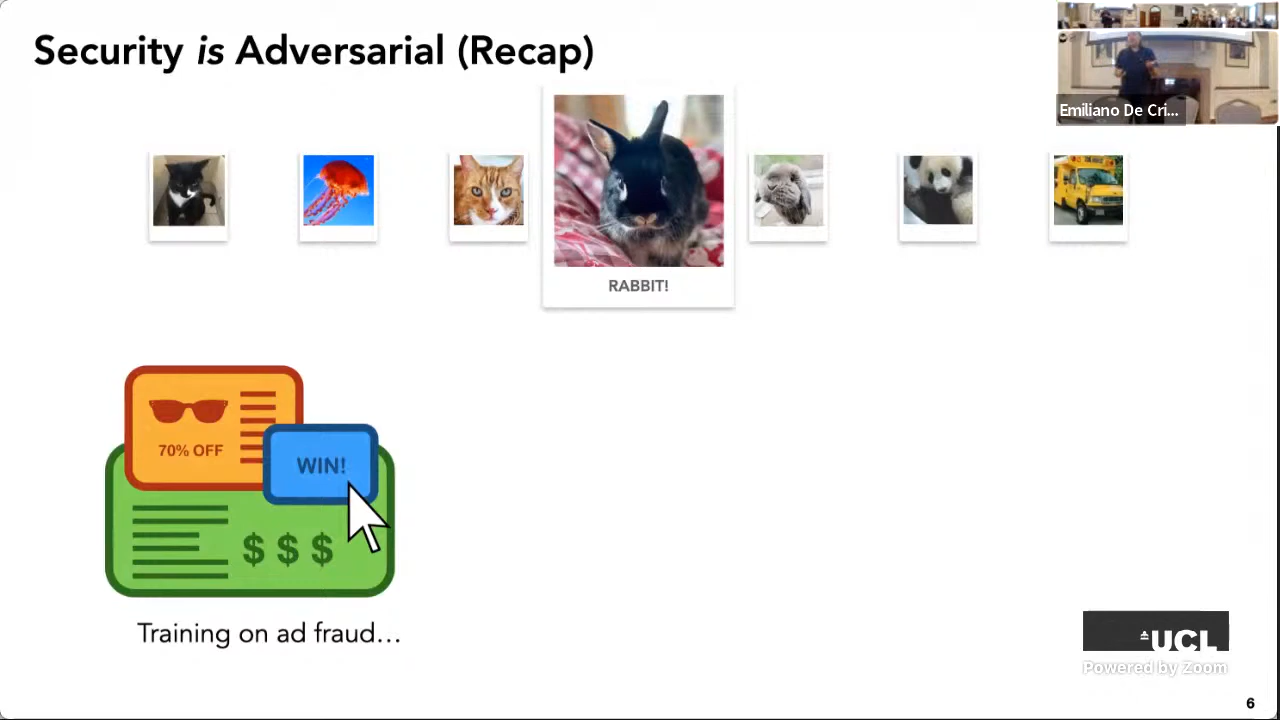 Security is Adversarial (Recap)
Emiliano De Cri...
RABBIT!
70% OFF
WIN!
$ $ $
Training on ad fraud...
UCL
Powered by Zoom
6